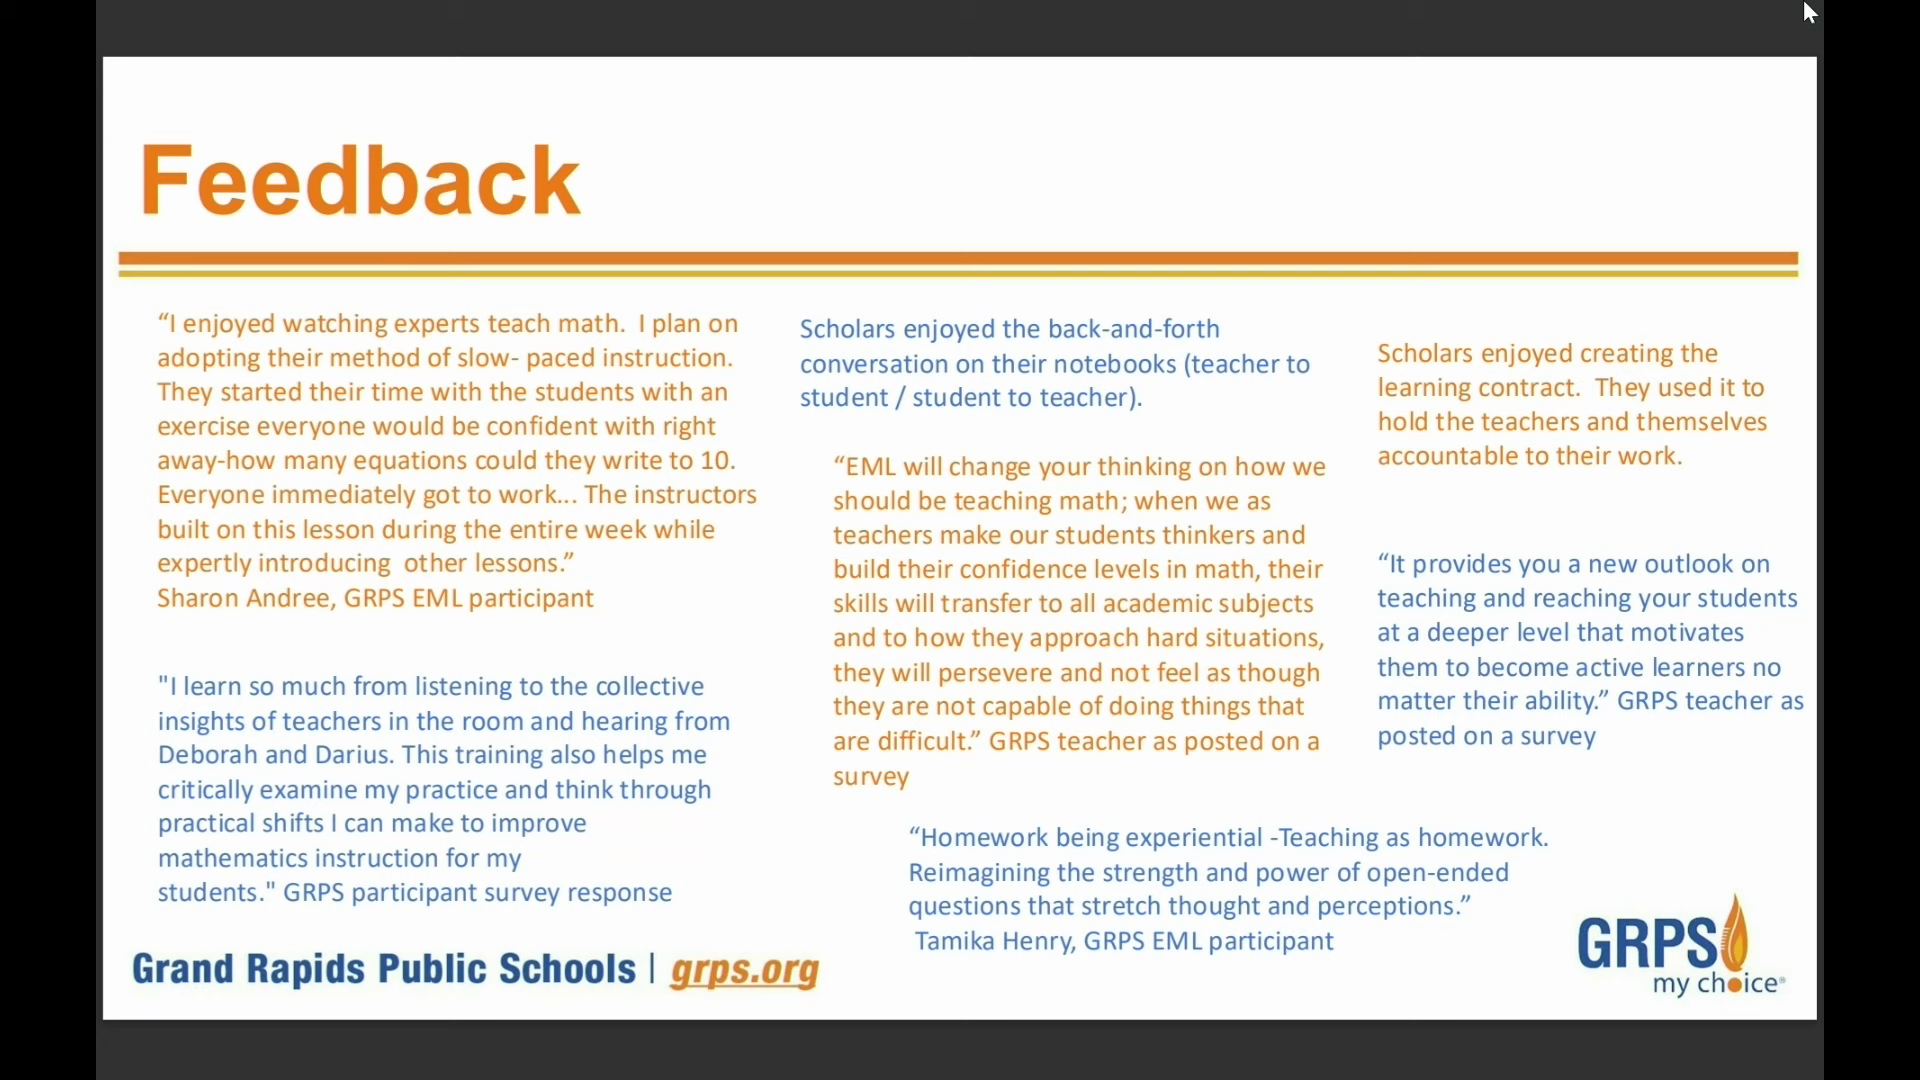 Feedback
“I enjoyed watching experts teach math.  I plan on
adopting their method of slow- paced instruction.
They started their time with the students with an
exercise everyone would be confident with right
away-how many equations could they write to 10.
Everyone immediately got to work... The instructors
built on this lesson during the entire week while
expertly introducing  other lessons.”
Sharon Andree, GRPS EML participant
"I learn so much from listening to the collective
insights of teachers in the room and hearing from
Deborah and Darius. This training also helps me
critically examine my practice and think through
practical shifts I can make to improve
mathematics instruction for my
students." GRPS participant survey response
Scholars enjoyed the back-and-forth
conversation on their notebooks (teacher to
student / student to teacher).
“EML will change your thinking on how we
should be teaching math; when we as
teachers make our students thinkers and
build their confidence levels in math, their
skills will transfer to all academic subjects
and to how they approach hard situations,
they will persevere and not feel as though
they are not capable of doing things that
are difficult.” GRPS teacher as posted on a
survey
Scholars enjoyed creating the
learning contract.  They used it to
hold the teachers and themselves
accountable to their work.
“It provides you a new outlook on
teaching and reaching your students
at a deeper level that motivates
them to become active learners no
matter their ability.” GRPS teacher as
posted on a survey
“Homework being experiential -Teaching as homework.
Reimagining the strength and power of open-ended
questions that stretch thought and perceptions.”
Tamika Henry, GRPS EML participant
Grand Rapids Public Schools | grps.org
GRPS
my choice®